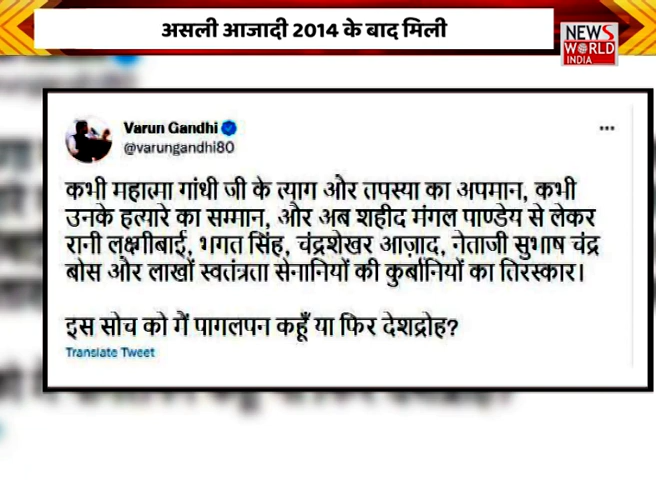 असली आजादी 2014 के बाद मिली
NEWS
WORLD
INDIA
Varun Gandhi
@varungandhi80
कभी महात्मा गांधी जी के त्याग और तपस्या का अपमान, कभी
उनके हत्यारे का सम्मान, और अब शहीद मंगल पाण्डेय से लेकर
रानी लक्ष्मीबाई, भगत सिंह, चंद्रशेखर आज़ाद, नेताजी सुभाष चंद्र
बोस और लाखों स्वतंत्रता सेनानियों की कुर्बानियों का तिरस्कार।
इस सोच को मैं पागलपन कहूँ या फिर देशद्रोह?
Translate Tweet